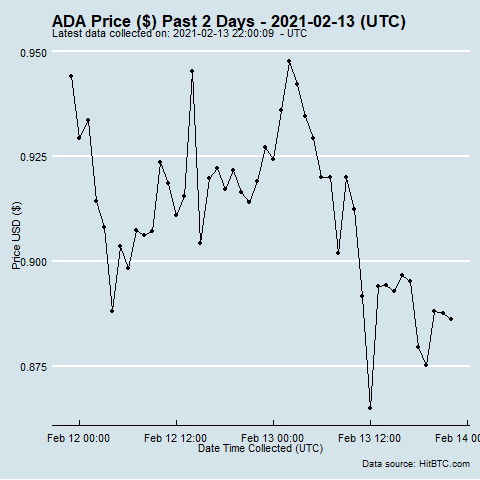 ADA Price ($) Past 2 Days - 2021-02-13 (UTC)
Latest data collected on: 2021-02-13 22:00:09 - UTC
0.950
0.925
0.900
0.875
Price USD ($)
Feb 12 00:00 Feb 12 12:00 Feb 13 00:00 Feb 13 12:00 Feb 14 00
Date Time Collected (UTC)
Data source: HitBTC.com